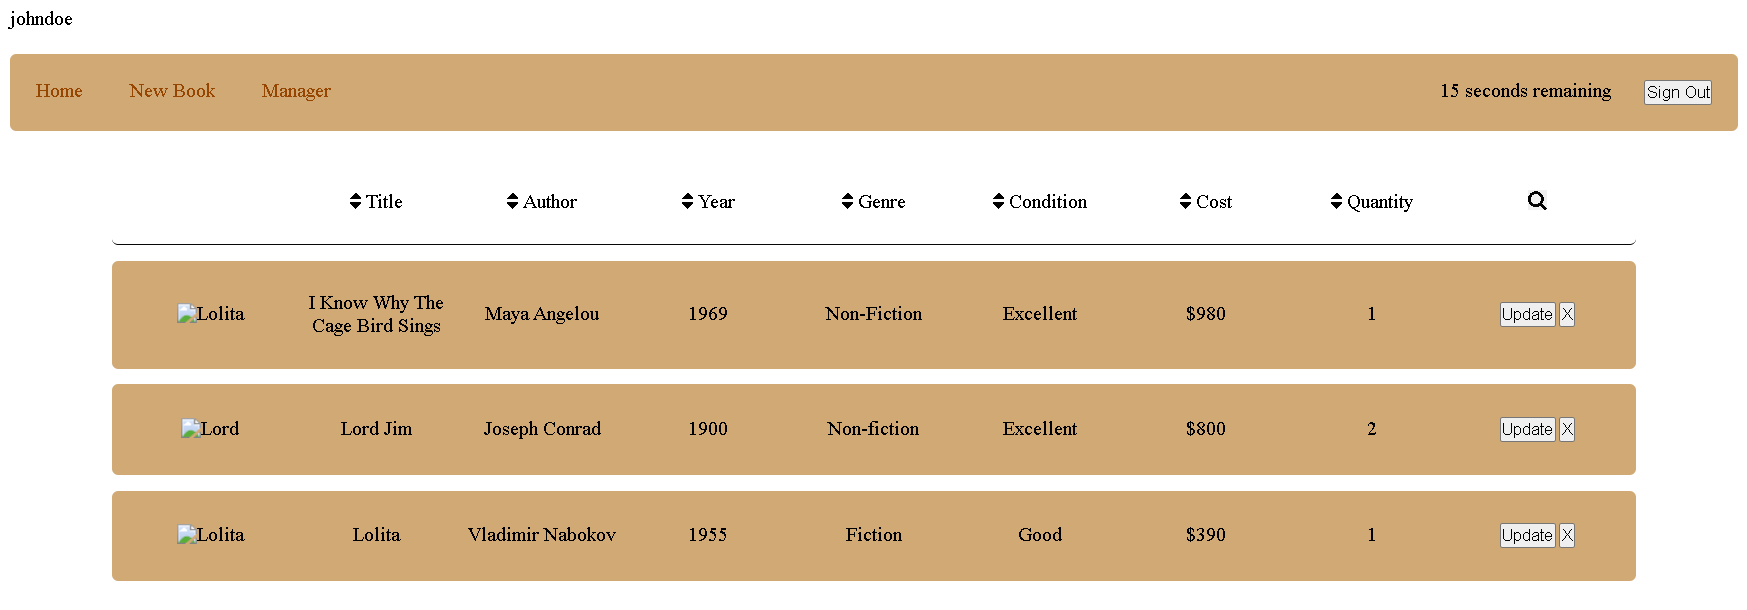 johndoe
Home New Book Manager 15 seconds remaining Sign Out
Title Author Year Genre Condition Cost Quantity
Lolita I Know Why The Cage Bird Sings Maya Angelou 1969 Non-Fiction Excellent $980 1 Update X
Lord Lord Jim Joseph Conrad 1900 Non-fiction Excellent $800 2 Update X
Lolita Lolita Vladimir Nabokov 1955 Fiction Good $390 1 Update X